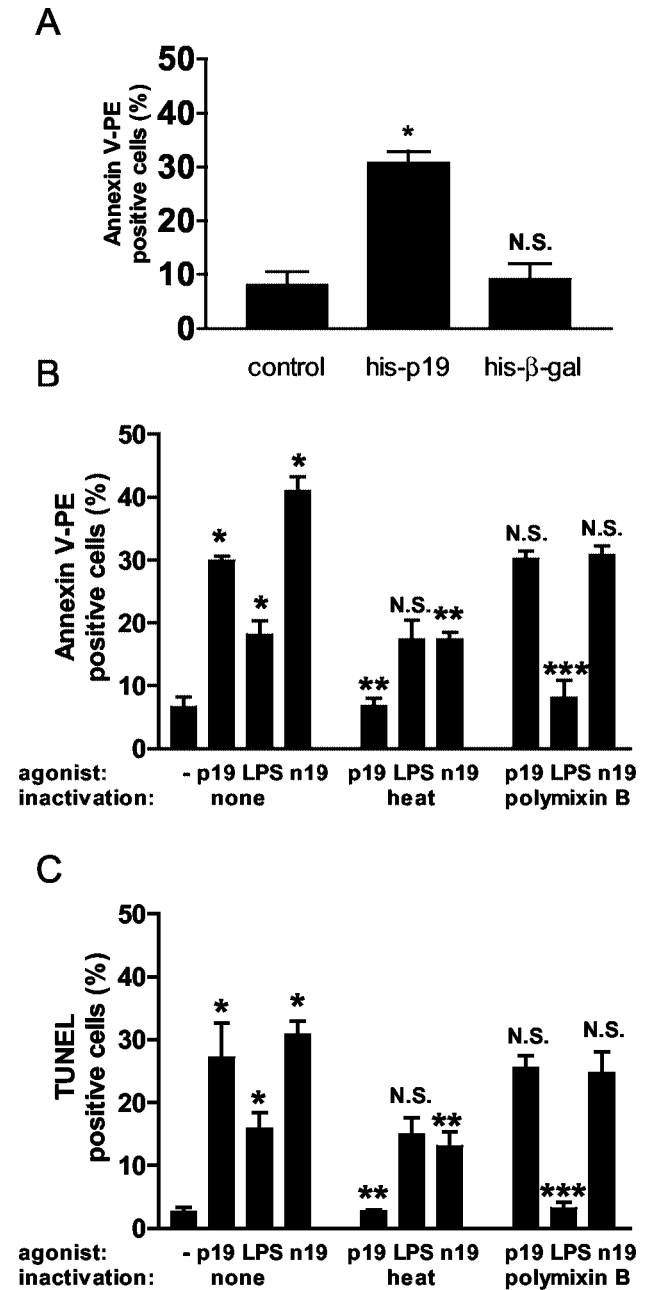 A
Annexin V-PE
positive cells (%)
50
40
30
20
10
0
*
N.S.
control his-p19 his-β-gal
B
Annexin V-PE
positive cells (%)
50
40
30
20
10
0
* * *
** N.S. **
N.S. *** N.S.
agonist: - p19 LPS n19 p19 LPS n19 p19 LPS n19
inactivation: none heat polymixin B
C
TUNEL
positive cells (%)
50
40
30
20
10
0
* * *
** N.S. **
N.S. *** N.S.
agonist: - p19 LPS n19 p19 LPS n19 p19 LPS n19
inactivation: none heat polymixin B